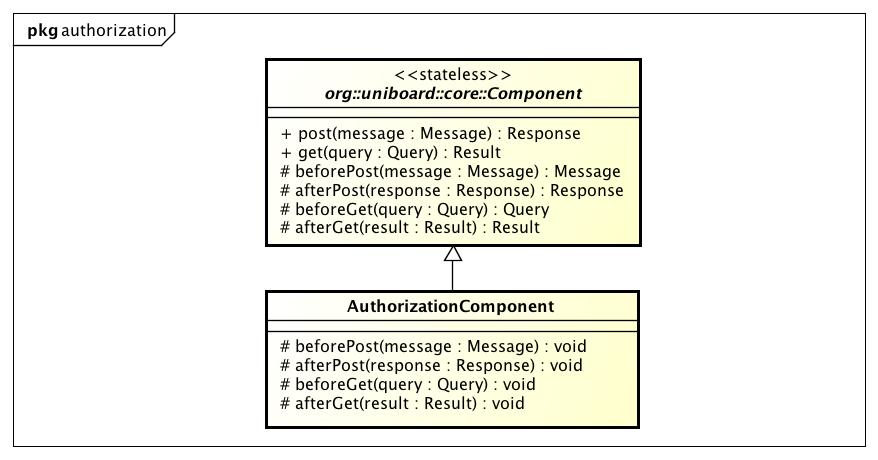 pkg authorization
<<stateless>>
org::uniboard::core::Component
+ post(message : Message) : Response
+ get(query : Query) : Result
# beforePost(message : Message) : Message
# afterPost(response : Response) : Response
# beforeGet(query : Query) : Query
# afterGet(result : Result) : Result
AuthorizationComponent
# beforePost(message : Message) : void
# afterPost(response : Response) : void
# beforeGet(query : Query) : void
# afterGet(result : Result) : void